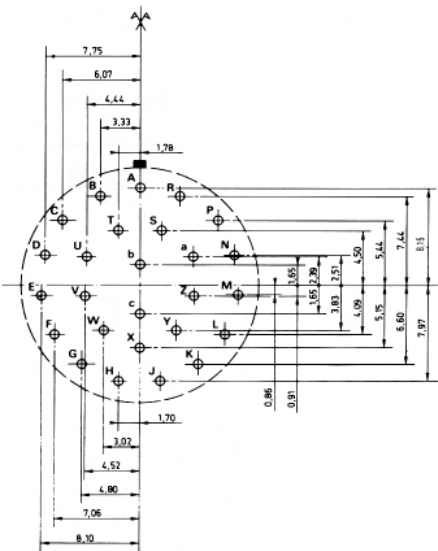 A A
7,75
6,07
4,44
3,33
1,78
A
B
R
C
P
T
S
D
U
b
a
N
E
V
Z
M
c
F
W
Y
L
X
G
K
H
J
1,65
2,39
2,51
4,50
5,44
7,44
8,15
1,65
3,83
4,09
5,15
6,60
7,97
0,86
0,91
1,70
3,02
4,52
4,80
7,06
8,10